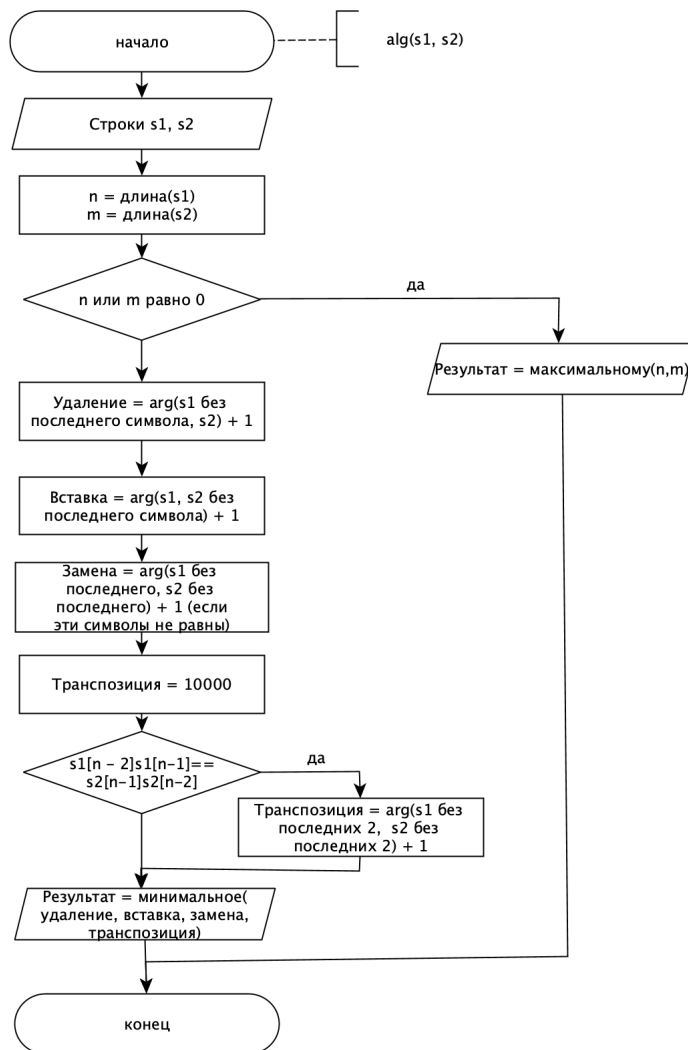 начало
alg(s1, s2)
Строки s1, s2
n = длина(s1)
m = длина(s2)
n или m равно 0
да
Результат = максимальному(n,m)
Удаление = arg(s1 без
последнего символа, s2) + 1
Вставка = arg(s1, s2 без
последнего символа) + 1
Замена = arg(s1 без
последнего, s2 без
последнего) + 1 (если
эти символы не равны)
Транспозиция = 10000
s1[n - 2]s1[n-1]==
s2[n-1]s2[n-2]
да
Транспозиция = arg(s1 без
последних 2, s2 без
последних 2) + 1
Результат = минимальное(
удаление, вставка, замена,
транспозиция)
конец